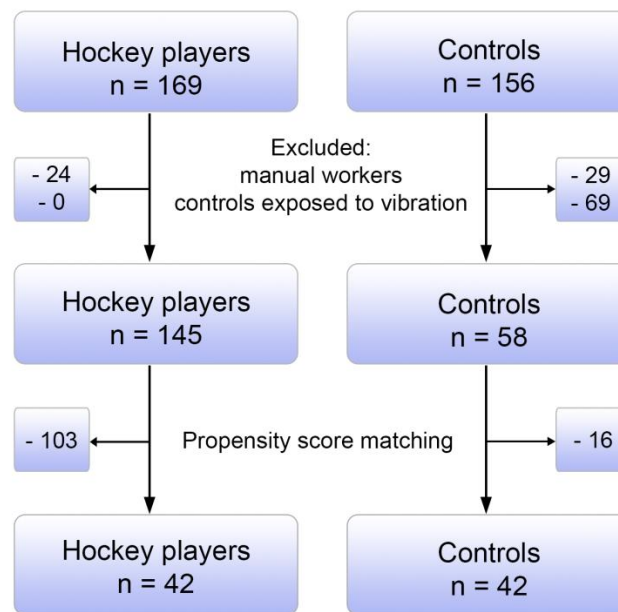 Hockey players
n = 169
Controls
n = 156
- 24
- 0
Excluded:
manual workers
controls exposed to vibration
- 29
- 69
Hockey players
n = 145
Controls
n = 58
- 103
Propensity score matching
- 16
Hockey players
n = 42
Controls
n = 42